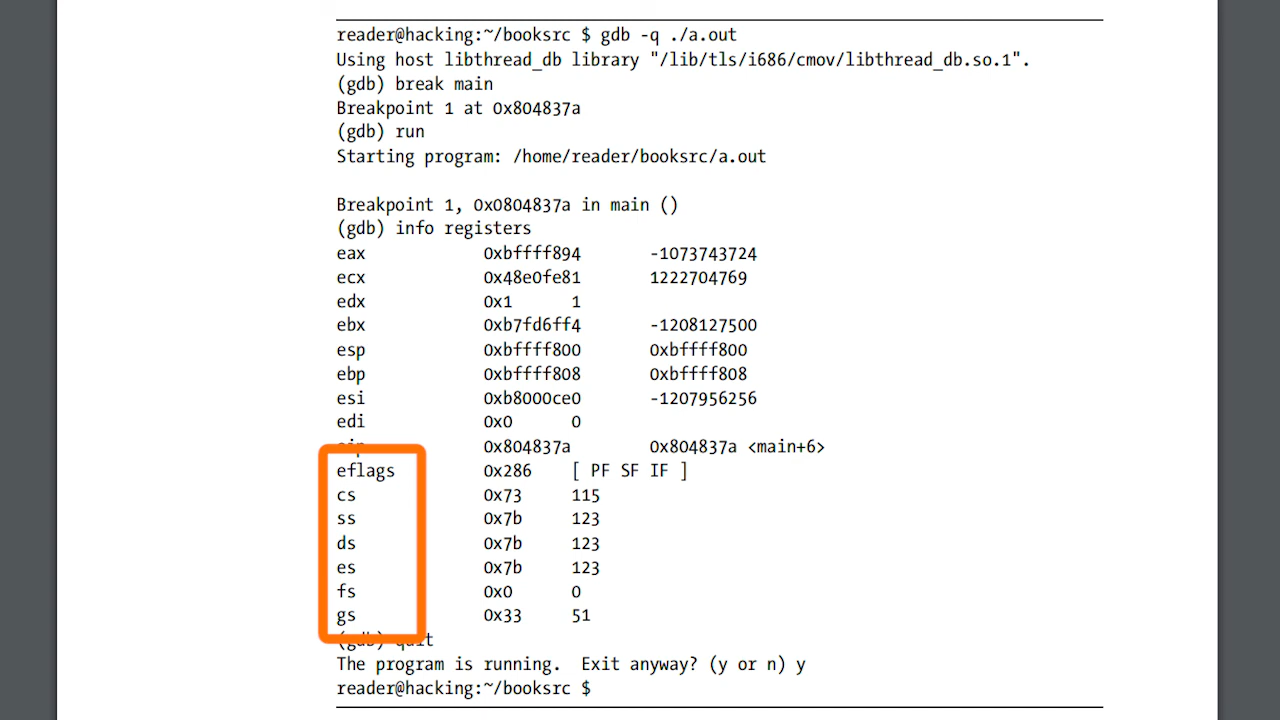 reader@hacking:~/booksrc $ gdb -q ./a.out
Using host libthread_db library "/lib/tls/i686/cmov/libthread_db.so.1".
(gdb) break main
Breakpoint 1 at 0x804837a
(gdb) run
Starting program: /home/reader/booksrc/a.out
Breakpoint 1, 0x0804837a in main ()
(gdb) info registers
eax 0xbffff894 -1073743724
ecx 0x48e0fe81 1222704769
edx 0x1 1
ebx 0xb7fd6ff4 -1208127500
esp 0xbffff800 0xbffff800
ebp 0xbffff808 0xbffff808
esi 0xb8000ce0 -1207956256
edi 0x0 0
eip 0x804837a 0x804837a <main+6>
eflags 0x286 [ PF SF IF ]
cs 0x73 115
ss 0x7b 123
ds 0x7b 123
es 0x7b 123
fs 0x0 0
gs 0x33 51
(gdb) quit
The program is running. Exit anyway? (y or n) y
reader@hacking:~/booksrc $